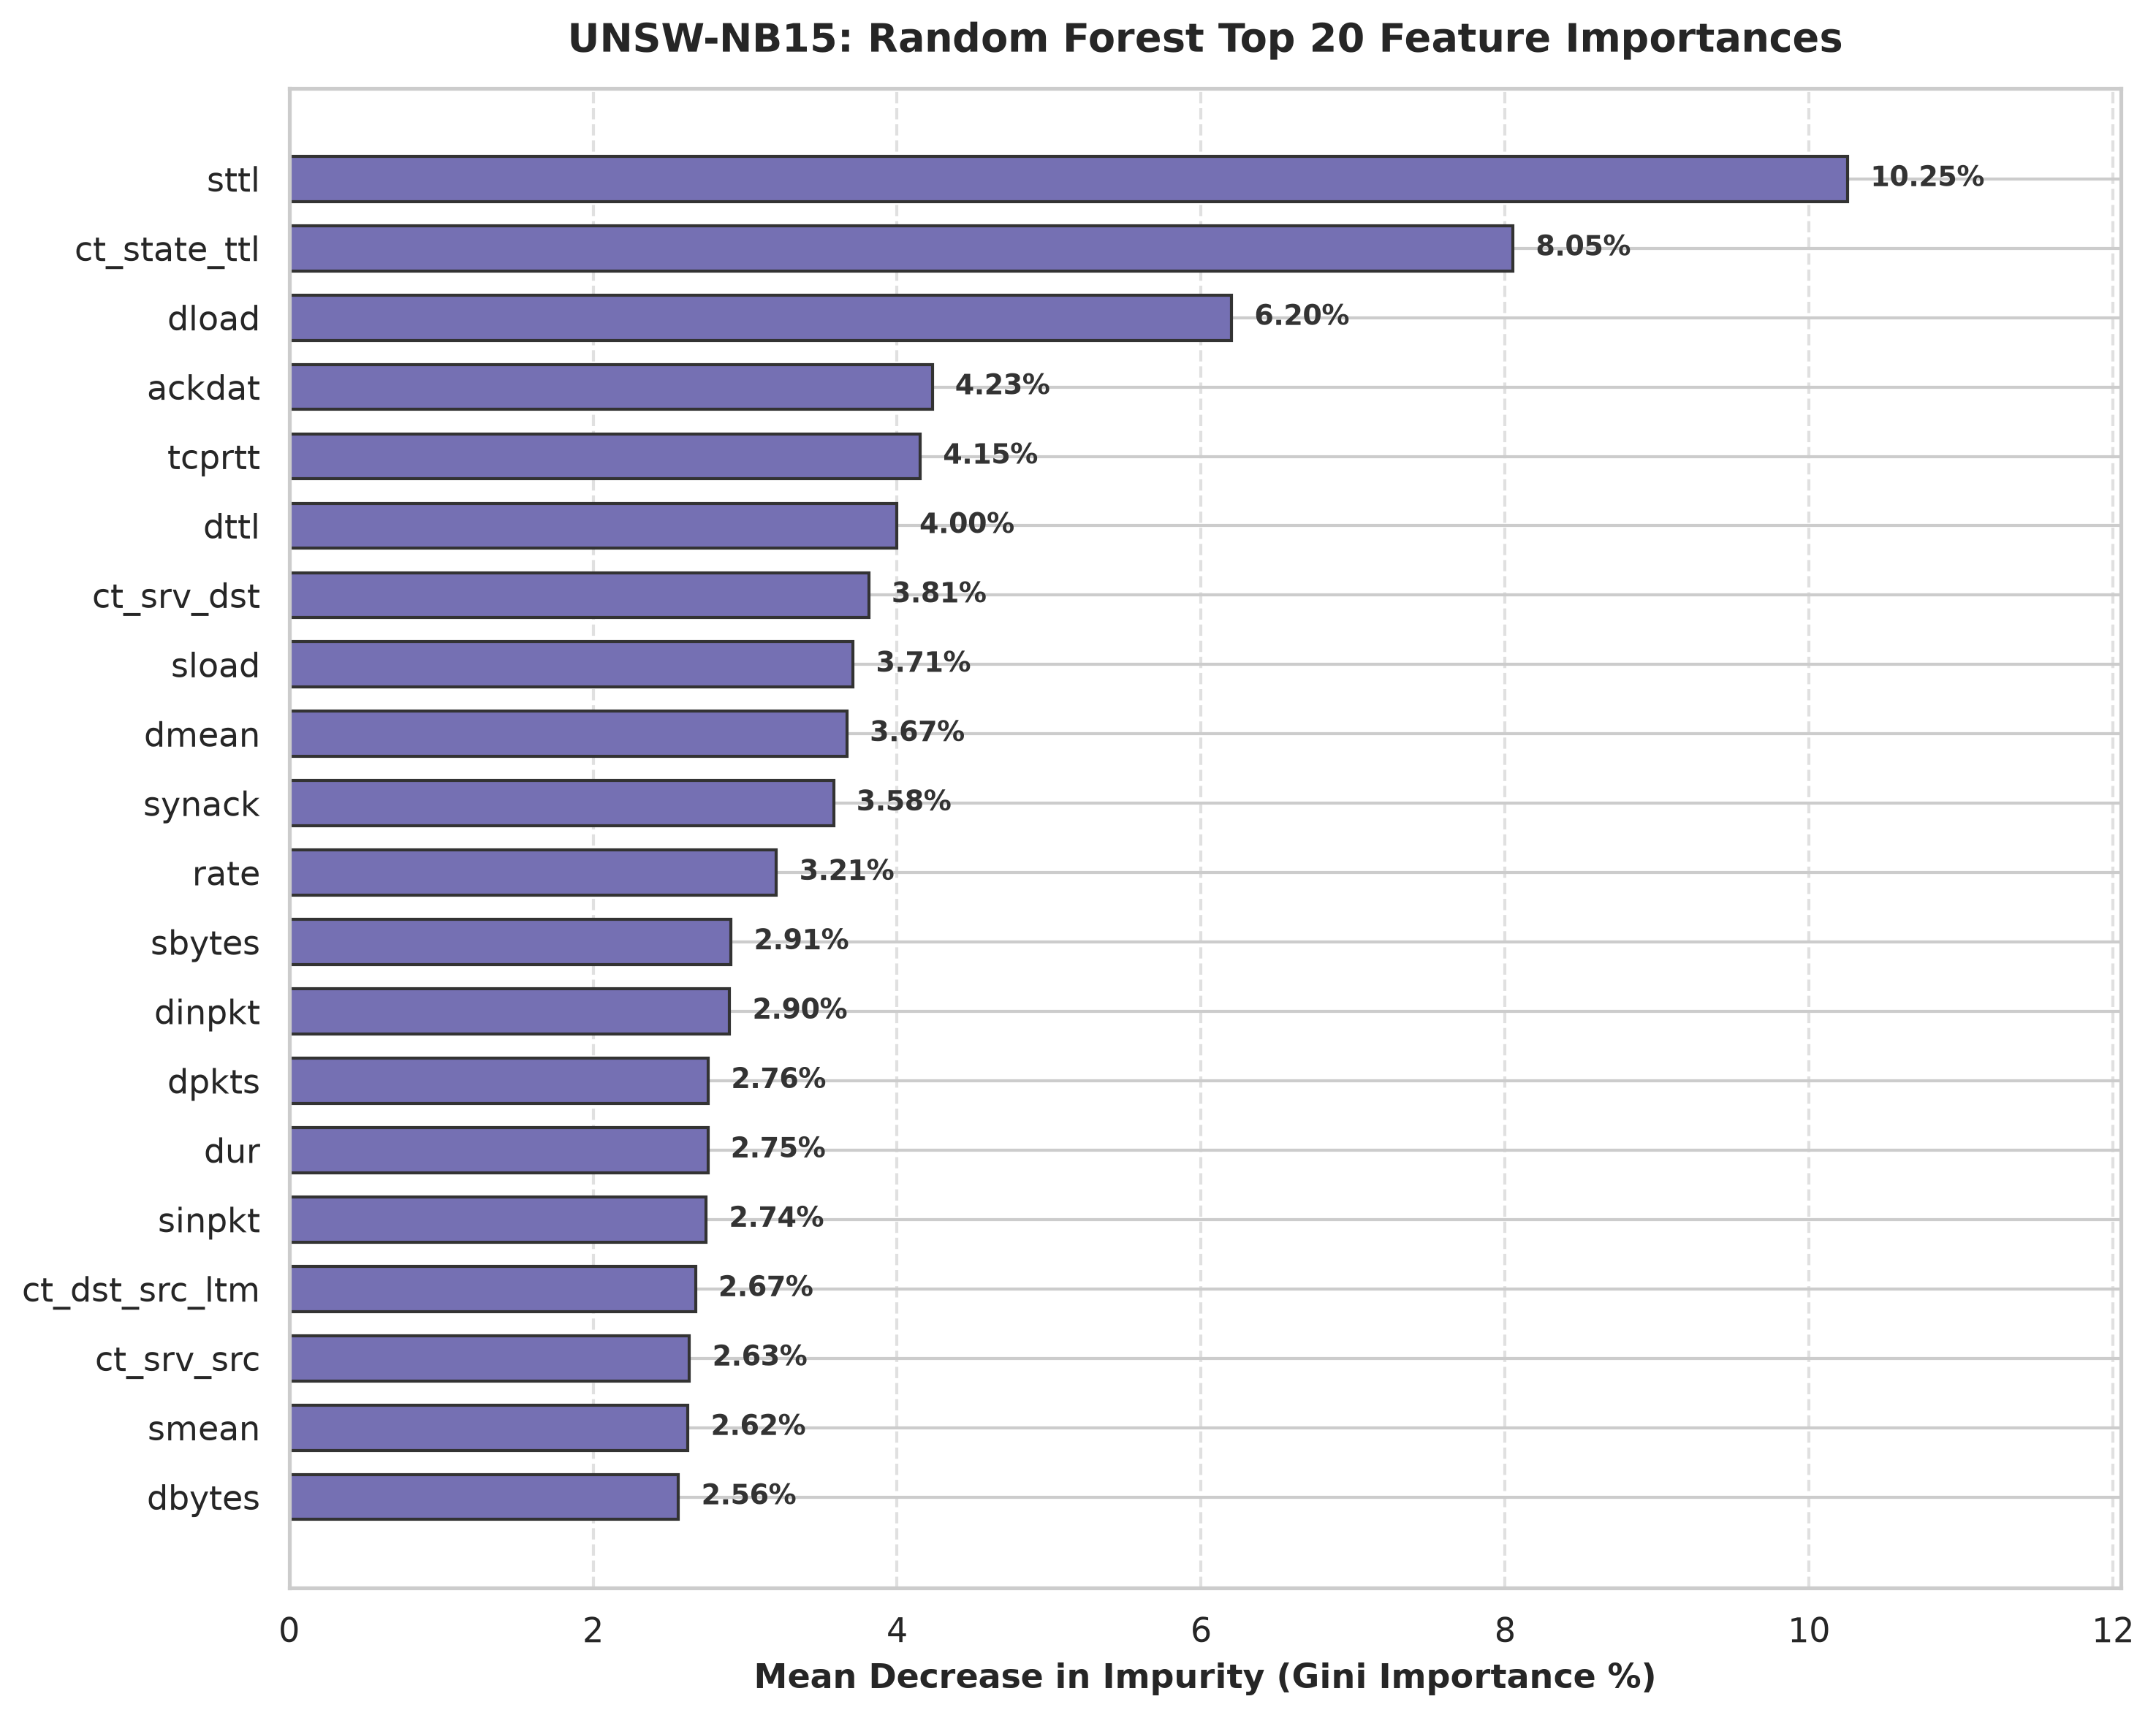 UNSW-NB15: Random Forest Top 20 Feature Importances
sttl 10.25%
ct_state_ttl 8.05%
dload 6.20%
ackdat 4.23%
tcprtt 4.15%
dttl 4.00%
ct_srv_dst 3.81%
sload 3.71%
dmean 3.67%
synack 3.58%
rate 3.21%
sbytes 2.91%
dinpkt 2.90%
dpkts 2.76%
dur 2.75%
sinpkt 2.74%
ct_dst_src_ltm 2.67%
ct_srv_src 2.63%
smean 2.62%
dbytes 2.56%
0 2 4 6 8 10 12
Mean Decrease in Impurity (Gini Importance %)